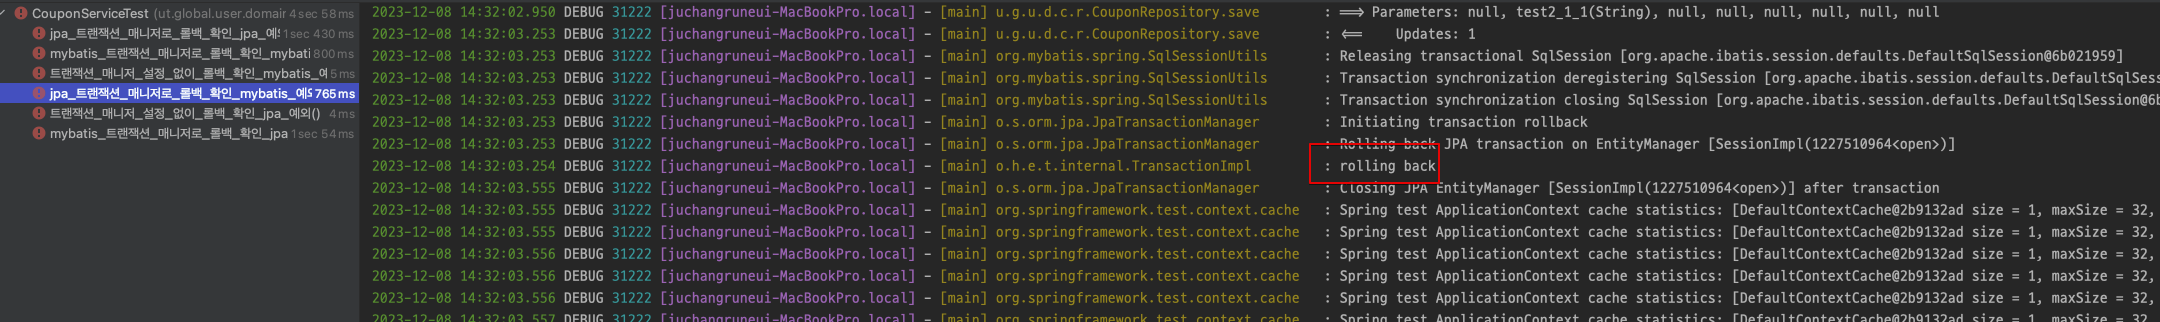 CouponServiceTest (ut.global.user.domair 4 sec 58 ms
jpa_트랜잭션_매니저로_롤백_확인_jpa_예 1 sec 430 ms
mybatis_트랜잭션_매니저로_롤백_확인_mybati 800 ms
트랜잭션_매니저_설정_없이_롤백_확인_mybatis_예 5 ms
jpa_트랜잭션_매니저로_롤백_확인_mybatis_예 765 ms
트랜잭션_매니저_설정_없이_롤백_확인_jpa_예외() 4 ms
mybatis_트랜잭션_매니저로_롤백_확인_jpa 1 sec 54 ms
2023-12-08 14:32:02.950 DEBUG 31222 [juchangruneui-MacBookPro.local] - [main] u.g.u.d.c.r.CouponRepository.save : ==> Parameters: null, test2_1_1(String), null, null, null, null, null, null
2023-12-08 14:32:03.253 DEBUG 31222 [juchangruneui-MacBookPro.local] - [main] u.g.u.d.c.r.CouponRepository.save : <== Updates: 1
2023-12-08 14:32:03.253 DEBUG 31222 [juchangruneui-MacBookPro.local] - [main] org.mybatis.spring.SqlSessionUtils : Releasing transactional SqlSession [org.apache.ibatis.session.defaults.DefaultSqlSession@6b021959]
2023-12-08 14:32:03.253 DEBUG 31222 [juchangruneui-MacBookPro.local] - [main] org.mybatis.spring.SqlSessionUtils : Transaction synchronization deregistering SqlSession [org.apache.ibatis.session.defaults.DefaultSqlSess
2023-12-08 14:32:03.253 DEBUG 31222 [juchangruneui-MacBookPro.local] - [main] org.mybatis.spring.SqlSessionUtils : Transaction synchronization closing SqlSession [org.apache.ibatis.session.defaults.DefaultSqlSession@6b
2023-12-08 14:32:03.253 DEBUG 31222 [juchangruneui-MacBookPro.local] - [main] o.s.orm.jpa.JpaTransactionManager : Initiating transaction rollback
2023-12-08 14:32:03.253 DEBUG 31222 [juchangruneui-MacBookPro.local] - [main] o.s.orm.jpa.JpaTransactionManager : Rolling back JPA transaction on EntityManager [SessionImpl(1227510964<open>)]
2023-12-08 14:32:03.254 DEBUG 31222 [juchangruneui-MacBookPro.local] - [main] o.h.e.t.internal.TransactionImpl : rolling back
2023-12-08 14:32:03.555 DEBUG 31222 [juchangruneui-MacBookPro.local] - [main] o.s.orm.jpa.JpaTransactionManager : Closing JPA EntityManager [SessionImpl(1227510964<open>)] after transaction
2023-12-08 14:32:03.555 DEBUG 31222 [juchangruneui-MacBookPro.local] - [main] org.springframework.test.context.cache : Spring test ApplicationContext cache statistics: [DefaultContextCache@2b9132ad size = 1, maxSize = 32,
2023-12-08 14:32:03.555 DEBUG 31222 [juchangruneui-MacBookPro.local] - [main] org.springframework.test.context.cache : Spring test ApplicationContext cache statistics: [DefaultContextCache@2b9132ad size = 1, maxSize = 32,
2023-12-08 14:32:03.556 DEBUG 31222 [juchangruneui-MacBookPro.local] - [main] org.springframework.test.context.cache : Spring test ApplicationContext cache statistics: [DefaultContextCache@2b9132ad size = 1, maxSize = 32,
2023-12-08 14:32:03.556 DEBUG 31222 [juchangruneui-MacBookPro.local] - [main] org.springframework.test.context.cache : Spring test ApplicationContext cache statistics: [DefaultContextCache@2b9132ad size = 1, maxSize = 32,
2023-12-08 14:32:03.556 DEBUG 31222 [juchangruneui-MacBookPro.local] - [main] org.springframework.test.context.cache : Spring test ApplicationContext cache statistics: [DefaultContextCache@2b9132ad size = 1, maxSize = 32,
2023-12-08 14:32:03.557 DEBUG 31222 [juchangruneui-MacBookPro.local] - [main] org.springframework.test.context.cache : Spring test ApplicationContext cache statistics: [DefaultContextCache@2b9132ad size = 1, maxSize = 32,